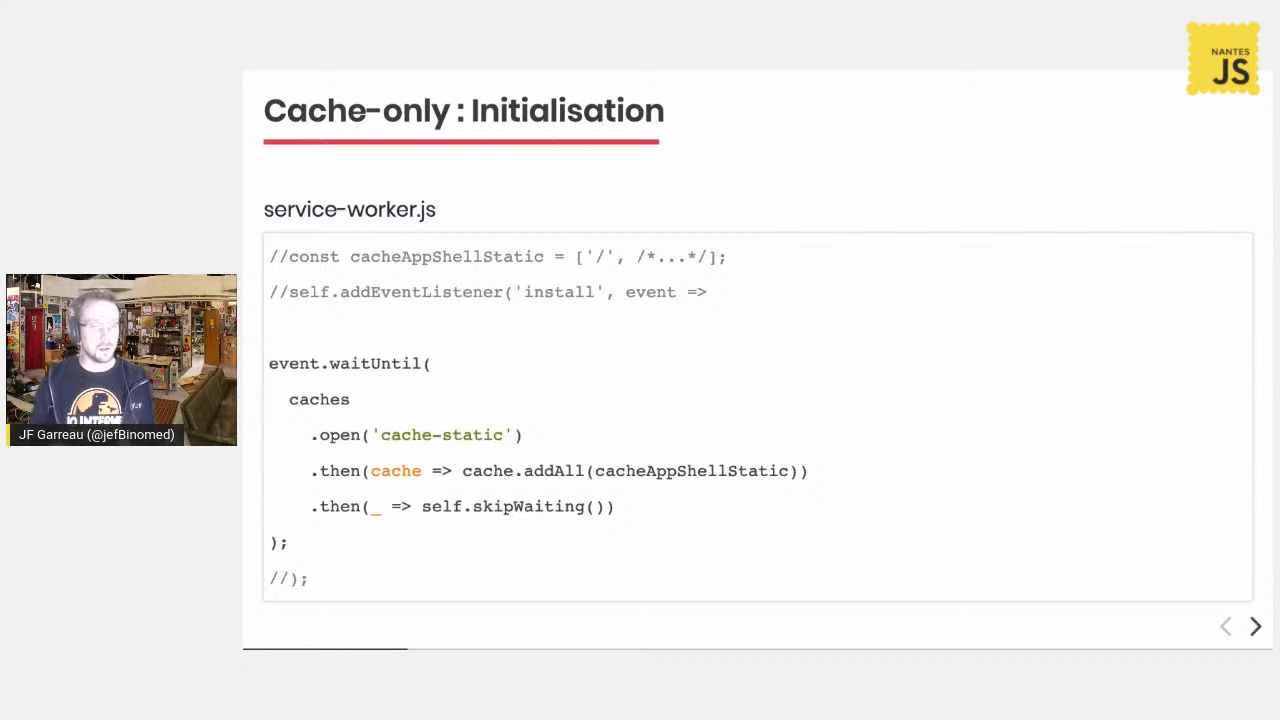 NANTES
JS
Cache-only : Initialisation
service-worker.js
//const cacheAppShellStatic = ['/', /*...*/];
//self.addEventListener('install', event =>
event.waitUntil(
caches
.open('cache-static')
.then(cache => cache.addAll(cacheAppShellStatic))
.then(_ => self.skipWaiting())
);
//);
JF Garreau (@jefBinomed)